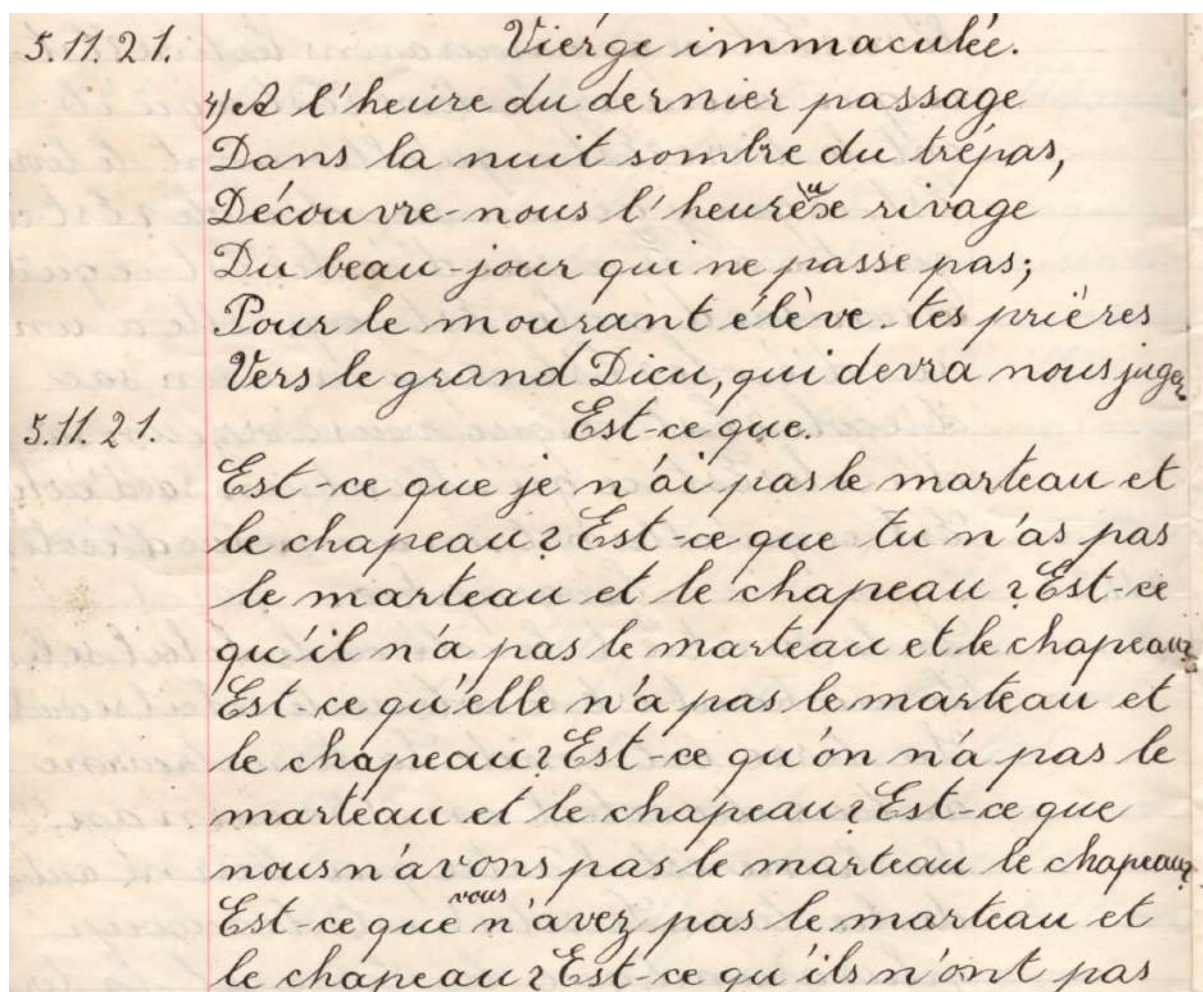 5.11.21. Vierge immaculée.
4) A l'heure du dernier passage
Dans la nuit sombre du trépas,
Découvre-nous l'heureuxe rivage
Du beau-jour qui ne passe pas;
Pour le mourant élève-tes prières
Vers le grand Dieu, qui devra nous juger.
5.11.21. Est-ce que.
Est-ce que je n'ai pas le marteau et
le chapeau? Est-ce que tu n'as pas
le marteau et le chapeau? Est-ce
qu'il n'a pas le marteau et le chapeau?
Est-ce qu'elle n'a pas le marteau et
le chapeau? Est-ce qu'on n'a pas le
marteau et le chapeau? Est-ce que
nous n'avons pas le marteau le chapeau?
Est-ce que vous n'avez pas le marteau et
le chapeau? Est-ce qu'ils n'ont pas